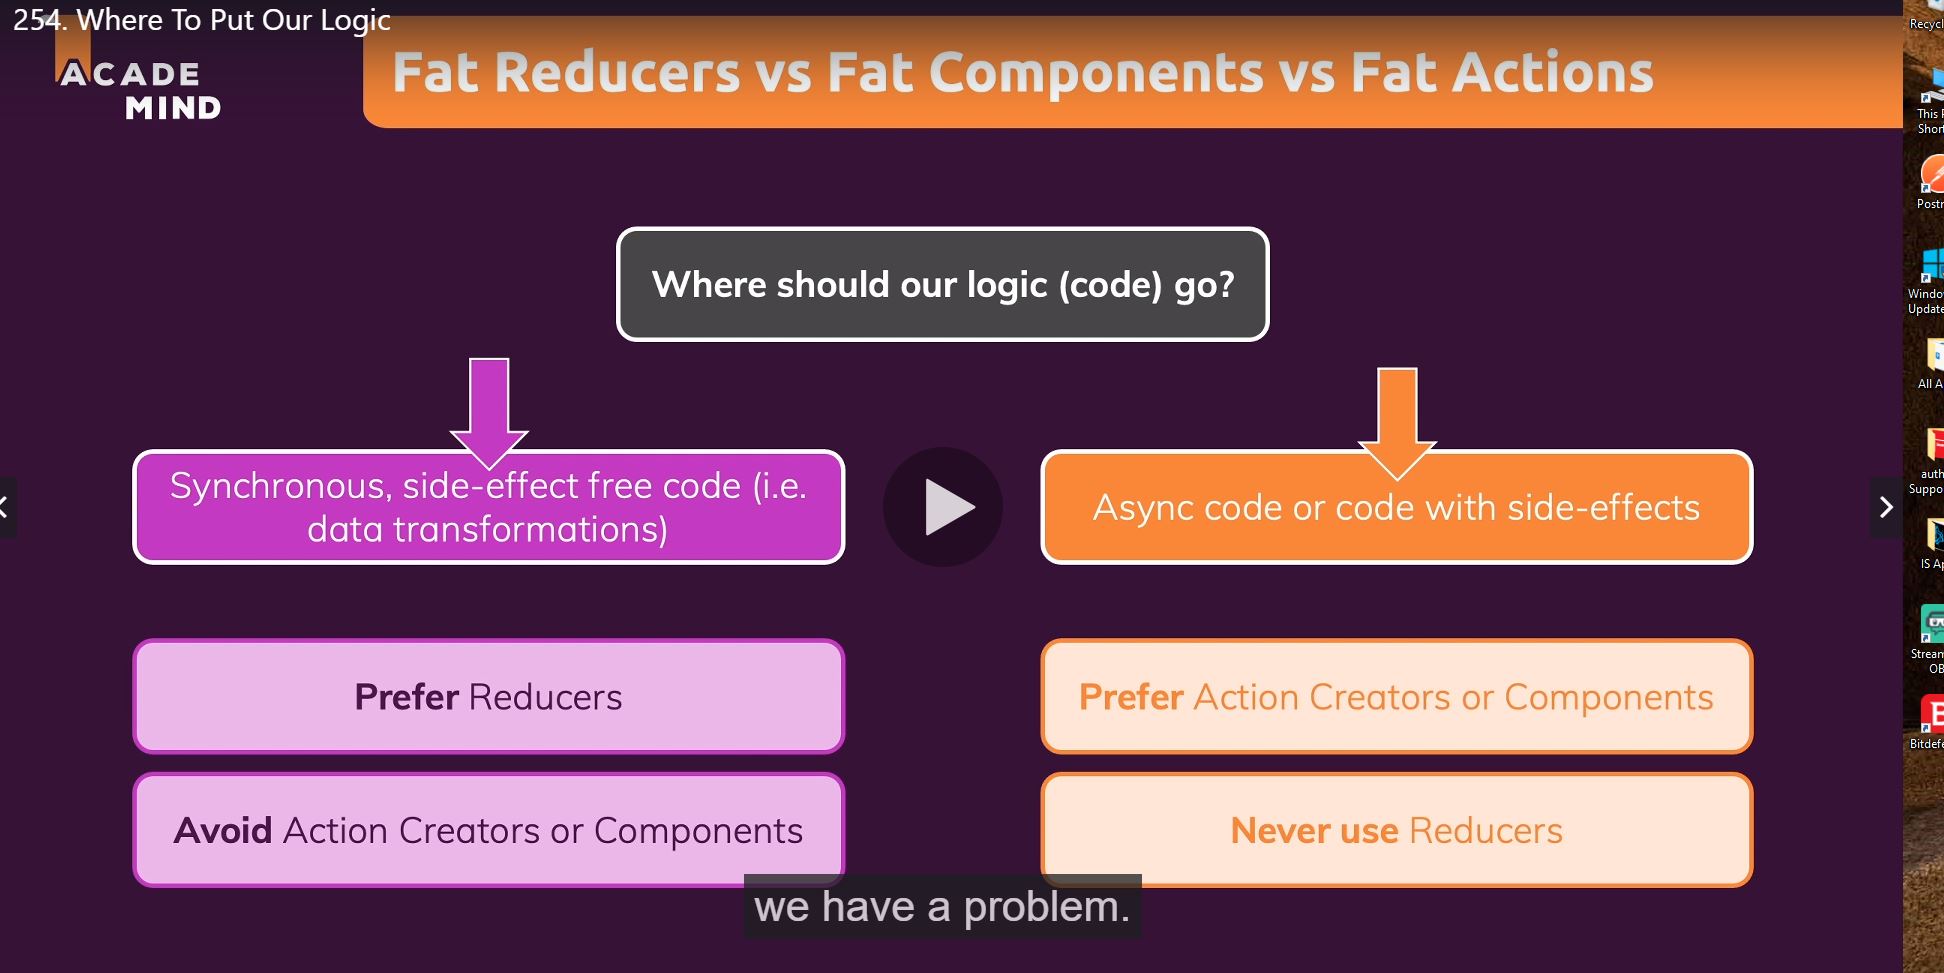 254. Where To Put Our Logic
ACADE
MIND
Fat Reducers vs Fat Components vs Fat Actions
Where should our logic (code) go?
Synchronous, side-effect free code (i.e.
data transformations)
Async code or code with side-effects
Prefer Reducers
Prefer Action Creators or Components
Avoid Action Creators or Components
Never use Reducers
we have a problem.
Recycl
This
Short
Postr
Windo
Update
All A
auth
Suppo
IS Ap
Stream
OB
Bitdefe